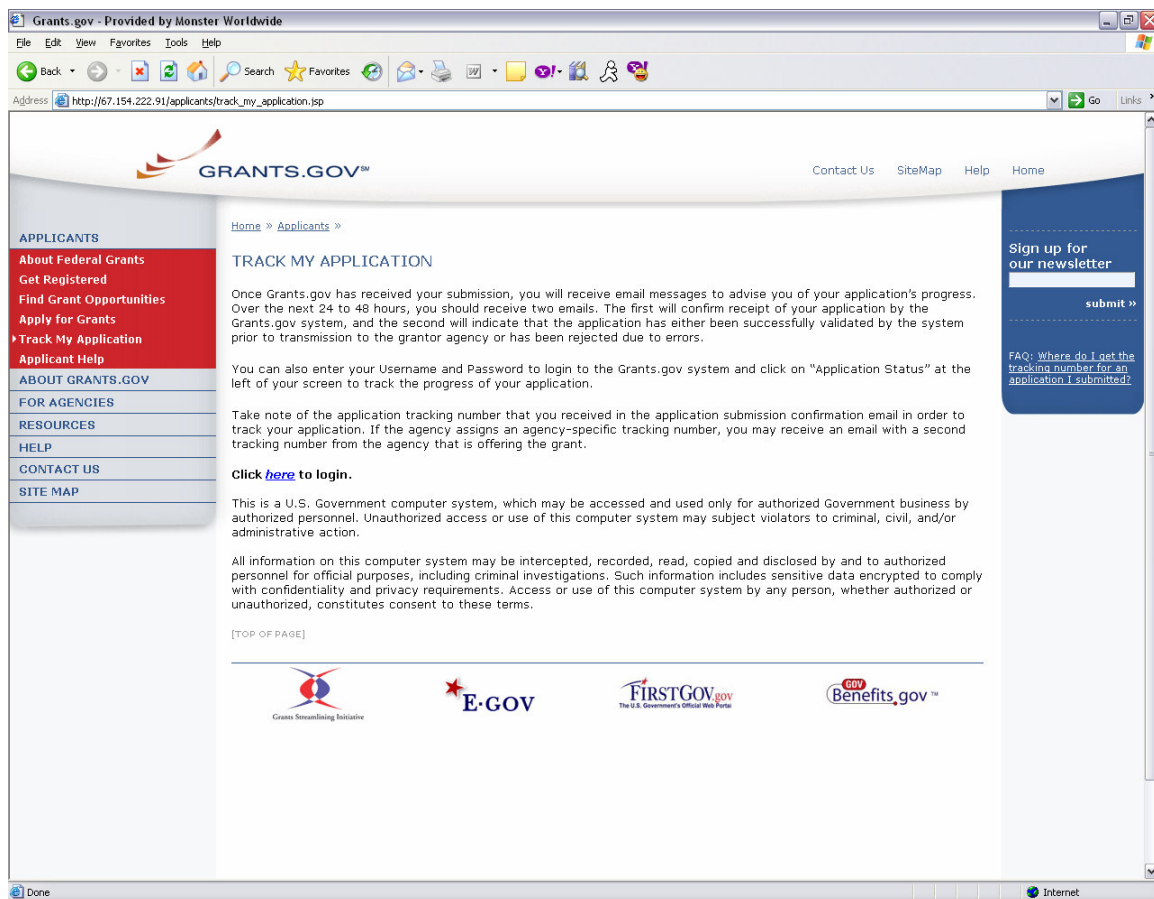 Grants.gov - Provided by Monster Worldwide
File Edit View Favorites Tools Help
Back Search Favorites
Address http://67.154.222.91/applicants/track_my_application.jsp Go Links
GRANTS.GOV℠
Contact Us SiteMap Help Home
APPLICANTS
About Federal Grants
Get Registered
Find Grant Opportunities
Apply for Grants
Track My Application
Applicant Help
ABOUT GRANTS.GOV
FOR AGENCIES
RESOURCES
HELP
CONTACT US
SITE MAP
Home » Applicants »
TRACK MY APPLICATION
Once Grants.gov has received your submission, you will receive email messages to advise you of your application's progress.
Over the next 24 to 48 hours, you should receive two emails. The first will confirm receipt of your application by the
Grants.gov system, and the second will indicate that the application has either been successfully validated by the system
prior to transmission to the grantor agency or has been rejected due to errors.
You can also enter your Username and Password to login to the Grants.gov system and click on "Application Status" at the
left of your screen to track the progress of your application.
Take note of the application tracking number that you received in the application submission confirmation email in order to
track your application. If the agency assigns an agency-specific tracking number, you may receive an email with a second
tracking number from the agency that is offering the grant.
Click here to login.
This is a U.S. Government computer system, which may be accessed and used only for authorized Government business by
authorized personnel. Unauthorized access or use of this computer system may subject violators to criminal, civil, and/or
administrative action.
All information on this computer system may be intercepted, recorded, read, copied and disclosed by and to authorized
personnel for official purposes, including criminal investigations. Such information includes sensitive data encrypted to comply
with confidentiality and privacy requirements. Access or use of this computer system by any person, whether authorized or
unauthorized, constitutes consent to these terms.
[TOP OF PAGE]
Sign up for
our newsletter
submit »
FAQ: Where do I get the
tracking number for an
application I submitted?
Grants Streamlining Initiative
E·GOV
FIRSTGOV.gov
The U.S. Government's Official Web Portal
GOV
Benefits.gov ™
Done Internet